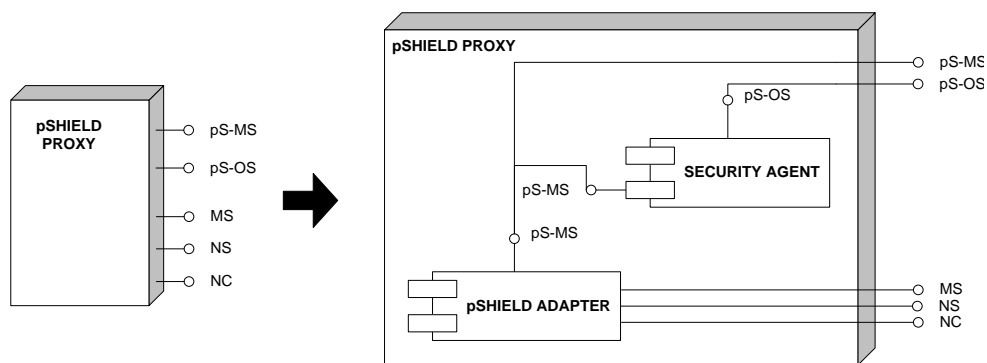 pSHIELD
PROXY
pS-MS
pS-OS
MS
NS
NC
pSHIELD PROXY
pS-MS
pS-OS
pS-OS
SECURITY AGENT
pS-MS
pS-MS
pSHIELD ADAPTER
MS
NS
NC